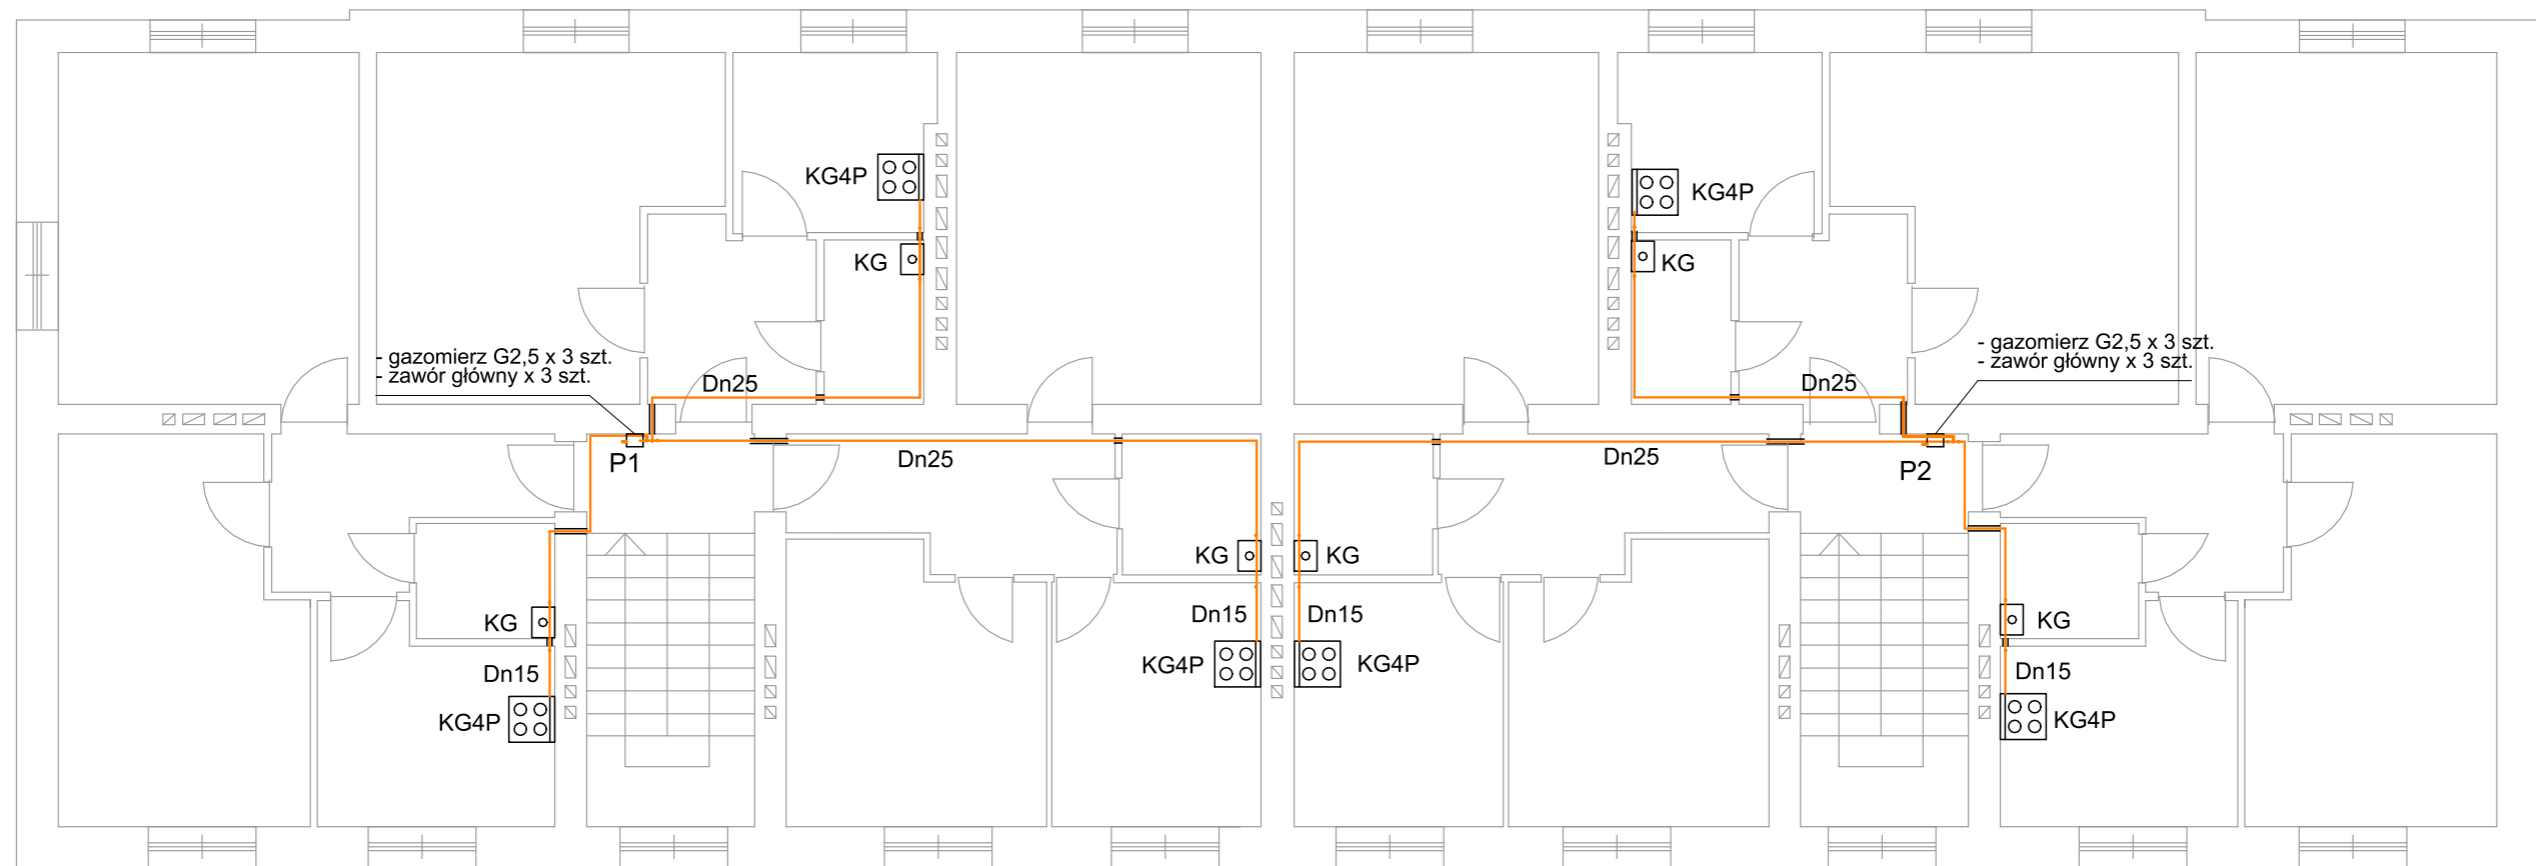 KG4P
KG4P
KG
KG
- gazomierz G2,5 x 3 szt.
- zawór główny x 3 szt.
- gazomierz G2,5 x 3 szt.
- zawór główny x 3 szt.
Dn25
Dn25
P1
Dn25
Dn25
P2
KG
KG
KG
KG
Dn15
Dn15
Dn15
Dn15
KG4P
KG4P
KG4P
KG4P